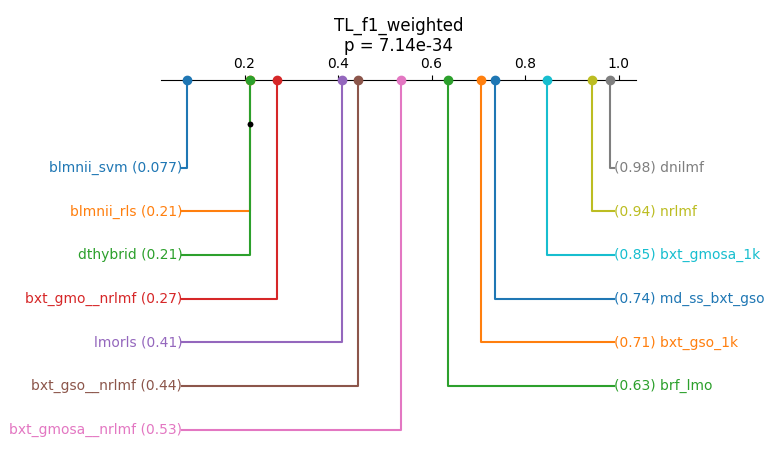 TL_f1_weighted
p = 7.14e-34
0.2 0.4 0.6 0.8 1.0
blmnii_svm (0.077) (0.98) dnilmf
blmnii_rls (0.21) (0.94) nrlmf
dthybrid (0.21) (0.85) bxt_gmosa_1k
bxt_gmo__nrlmf (0.27) (0.74) md_ss_bxt_gso
lmorls (0.41) (0.71) bxt_gso_1k
bxt_gso__nrlmf (0.44) (0.63) brf_lmo
bxt_gmosa__nrlmf (0.53)